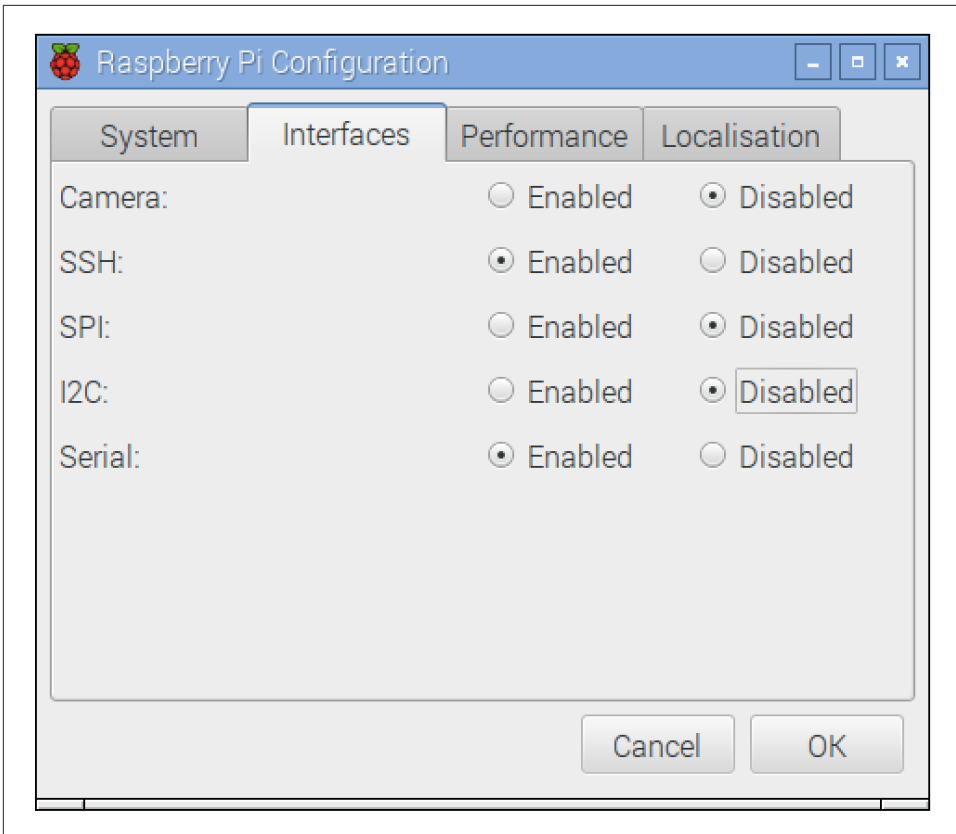 Raspberry Pi Configuration
System Interfaces Performance Localisation
Camera: Enabled Disabled
SSH: Enabled Disabled
SPI: Enabled Disabled
I2C: Enabled Disabled
Serial: Enabled Disabled
Cancel OK